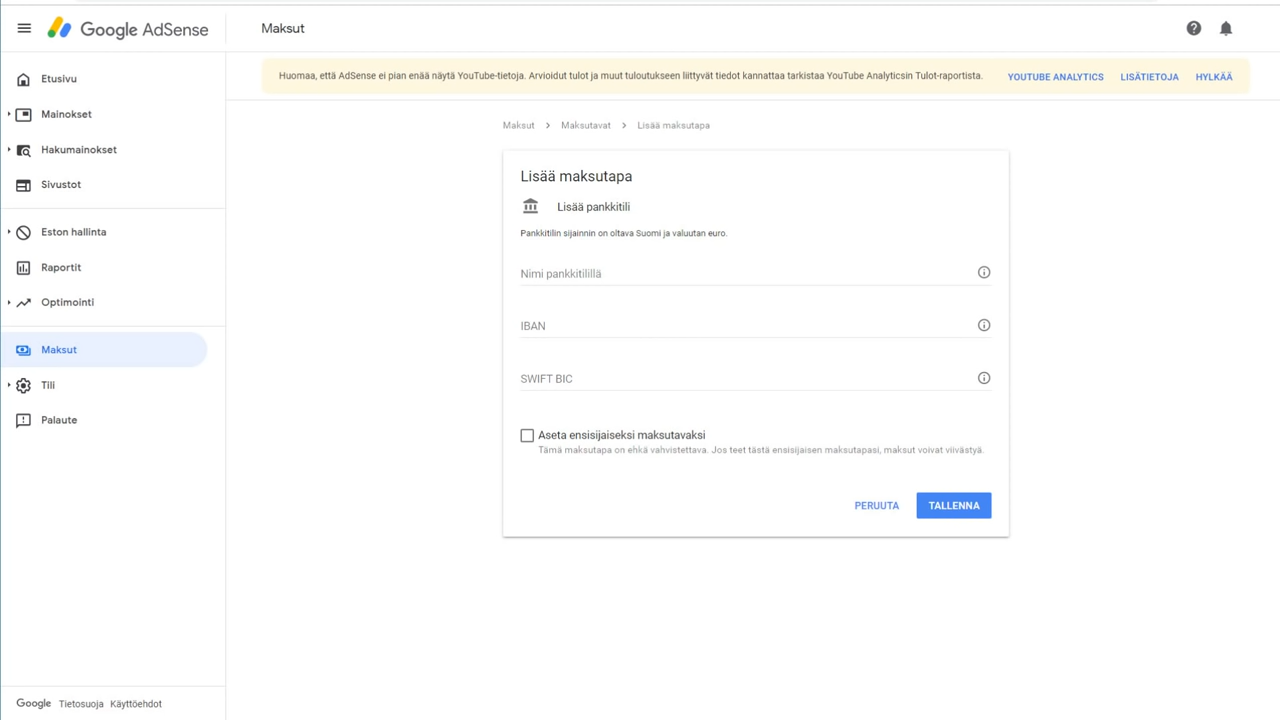 Google AdSense
Maksut
Etusivu
Mainokset
Hakumainokset
Sivustot
Eston hallinta
Raportit
Optimointi
Maksut
Tili
Palaute
Google Tietosuoja Käyttöehdot
Huomaa, että AdSense ei pian enää näytä YouTube-tietoja. Arvioidut tulot ja muut tuloutukseen liittyvät tiedot kannattaa tarkistaa YouTube Analyticsin Tulot-raportista. YOUTUBE ANALYTICS LISÄTIETOJA HYLKÄÄ
Maksut > Maksutavat > Lisää maksutapa
Lisää maksutapa
Lisää pankkitili
Pankkitilin sijainnin on oltava Suomi ja valuutan euro.
Nimi pankkitilillä
IBAN
SWIFT BIC
Aseta ensisijaiseksi maksutavaksi
Tämä maksutapa on ehkä vahvistettava. Jos teet tästä ensisijaisen maksutapasi, maksut voivat viivästyä.
PERUUTA TALLENNA